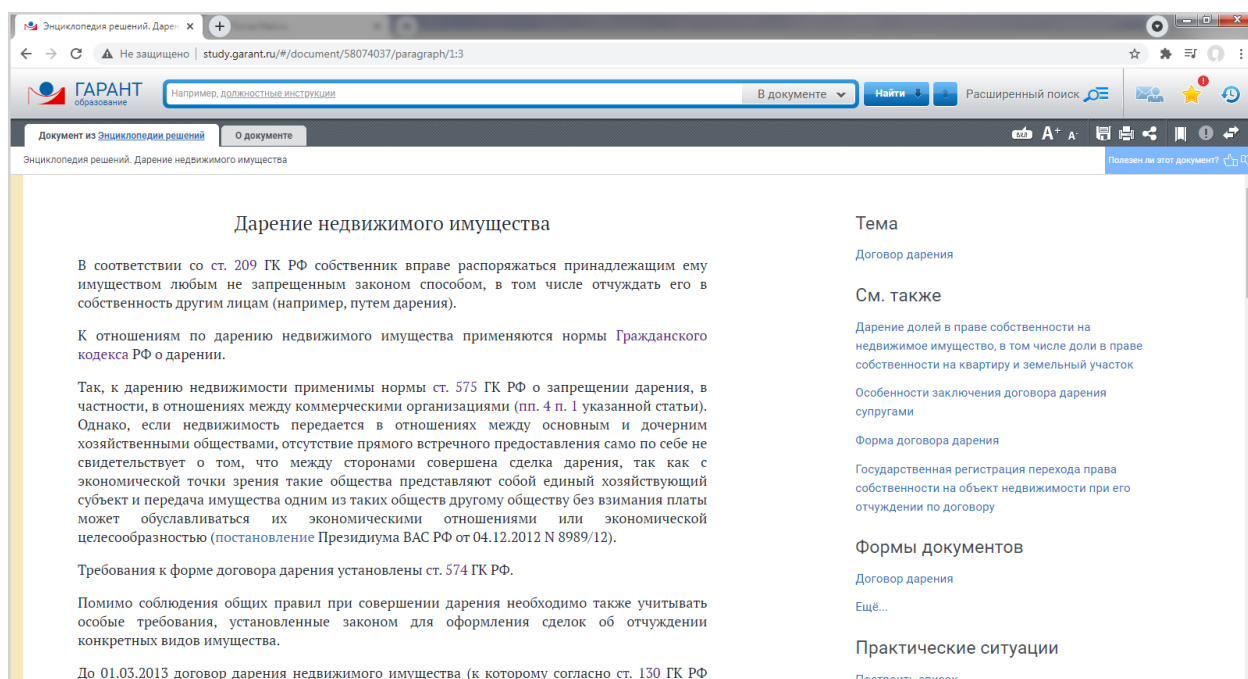 Энциклопедия решений. Дарен
Не защищено | study.garant.ru/#/document/58074037/paragraph/1:3
ГАРАНТ
образование
Например, должностные инструкции
В документе
Найти
Расширенный поиск
Документ из Энциклопедии решений
О документе
A+ A-
Энциклопедия решений. Дарение недвижимого имущества
Полезен ли этот документ?
Дарение недвижимого имущества
В соответствии со ст. 209 ГК РФ собственник вправе распоряжаться принадлежащим ему
имуществом любым не запрещенным законом способом, в том числе отчуждать его в
собственность другим лицам (например, путем дарения).
К отношениям по дарению недвижимого имущества применяются нормы Гражданского
кодекса РФ о дарении.
Так, к дарению недвижимости применимы нормы ст. 575 ГК РФ о запрещении дарения, в
частности, в отношениях между коммерческими организациями (пп. 4 п. 1 указанной статьи).
Однако, если недвижимость передается в отношениях между основным и дочерним
хозяйственными обществами, отсутствие прямого встречного предоставления само по себе не
свидетельствует о том, что между сторонами совершена сделка дарения, так как с
экономической точки зрения такие общества представляют собой единый хозяйствующий
субъект и передача имущества одним из таких обществ другому обществу без взимания платы
может обуславливаться их экономическими отношениями или экономической
целесообразностью (постановление Президиума ВАС РФ от 04.12.2012 N 8989/12).
Требования к форме договора дарения установлены ст. 574 ГК РФ.
Помимо соблюдения общих правил при совершении дарения необходимо также учитывать
особые требования, установленные законом для оформления сделок об отчуждении
конкретных видов имущества.
До 01.03.2013 договор дарения недвижимого имущества (к которому согласно ст. 130 ГК РФ
Тема
Договор дарения
См. также
Дарение долей в праве собственности на
недвижимое имущество, в том числе доли в праве
собственности на квартиру и земельный участок
Особенности заключения договора дарения
супругами
Форма договора дарения
Государственная регистрация перехода права
собственности на объект недвижимости при его
отчуждении по договору
Формы документов
Договор дарения
Ещё...
Практические ситуации
Построить список